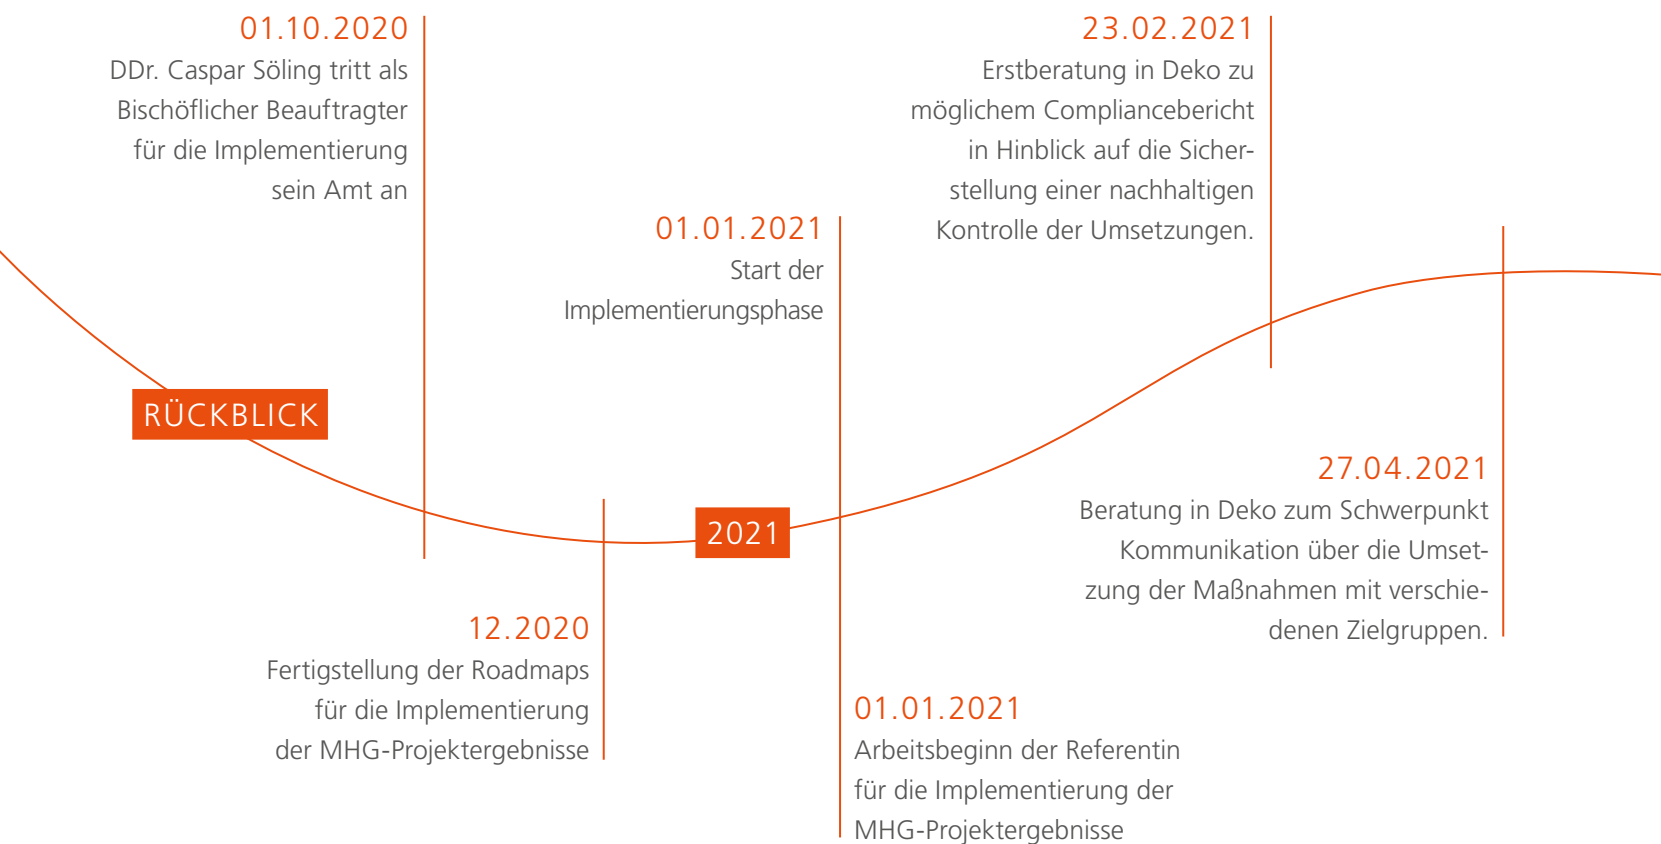 01.10.2020
DDr. Caspar Söling tritt als
Bischöflicher Beauftragter
für die Implementierung
sein Amt an
RÜCKBLICK
12.2020
Fertigstellung der Roadmaps
für die Implementierung
der MHG-Projektergebnisse
2021
01.01.2021
Start der
Implementierungsphase
01.01.2021
Arbeitsbeginn der Referentin
für die Implementierung der
MHG-Projektergebnisse
23.02.2021
Erstberatung in Deko zu
möglichem Compliancebericht
in Hinblick auf die Sicher-
stellung einer nachhaltigen
Kontrolle der Umsetzungen.
27.04.2021
Beratung in Deko zum Schwerpunkt
Kommunikation über die Umset-
zung der Maßnahmen mit verschie-
denen Zielgruppen.